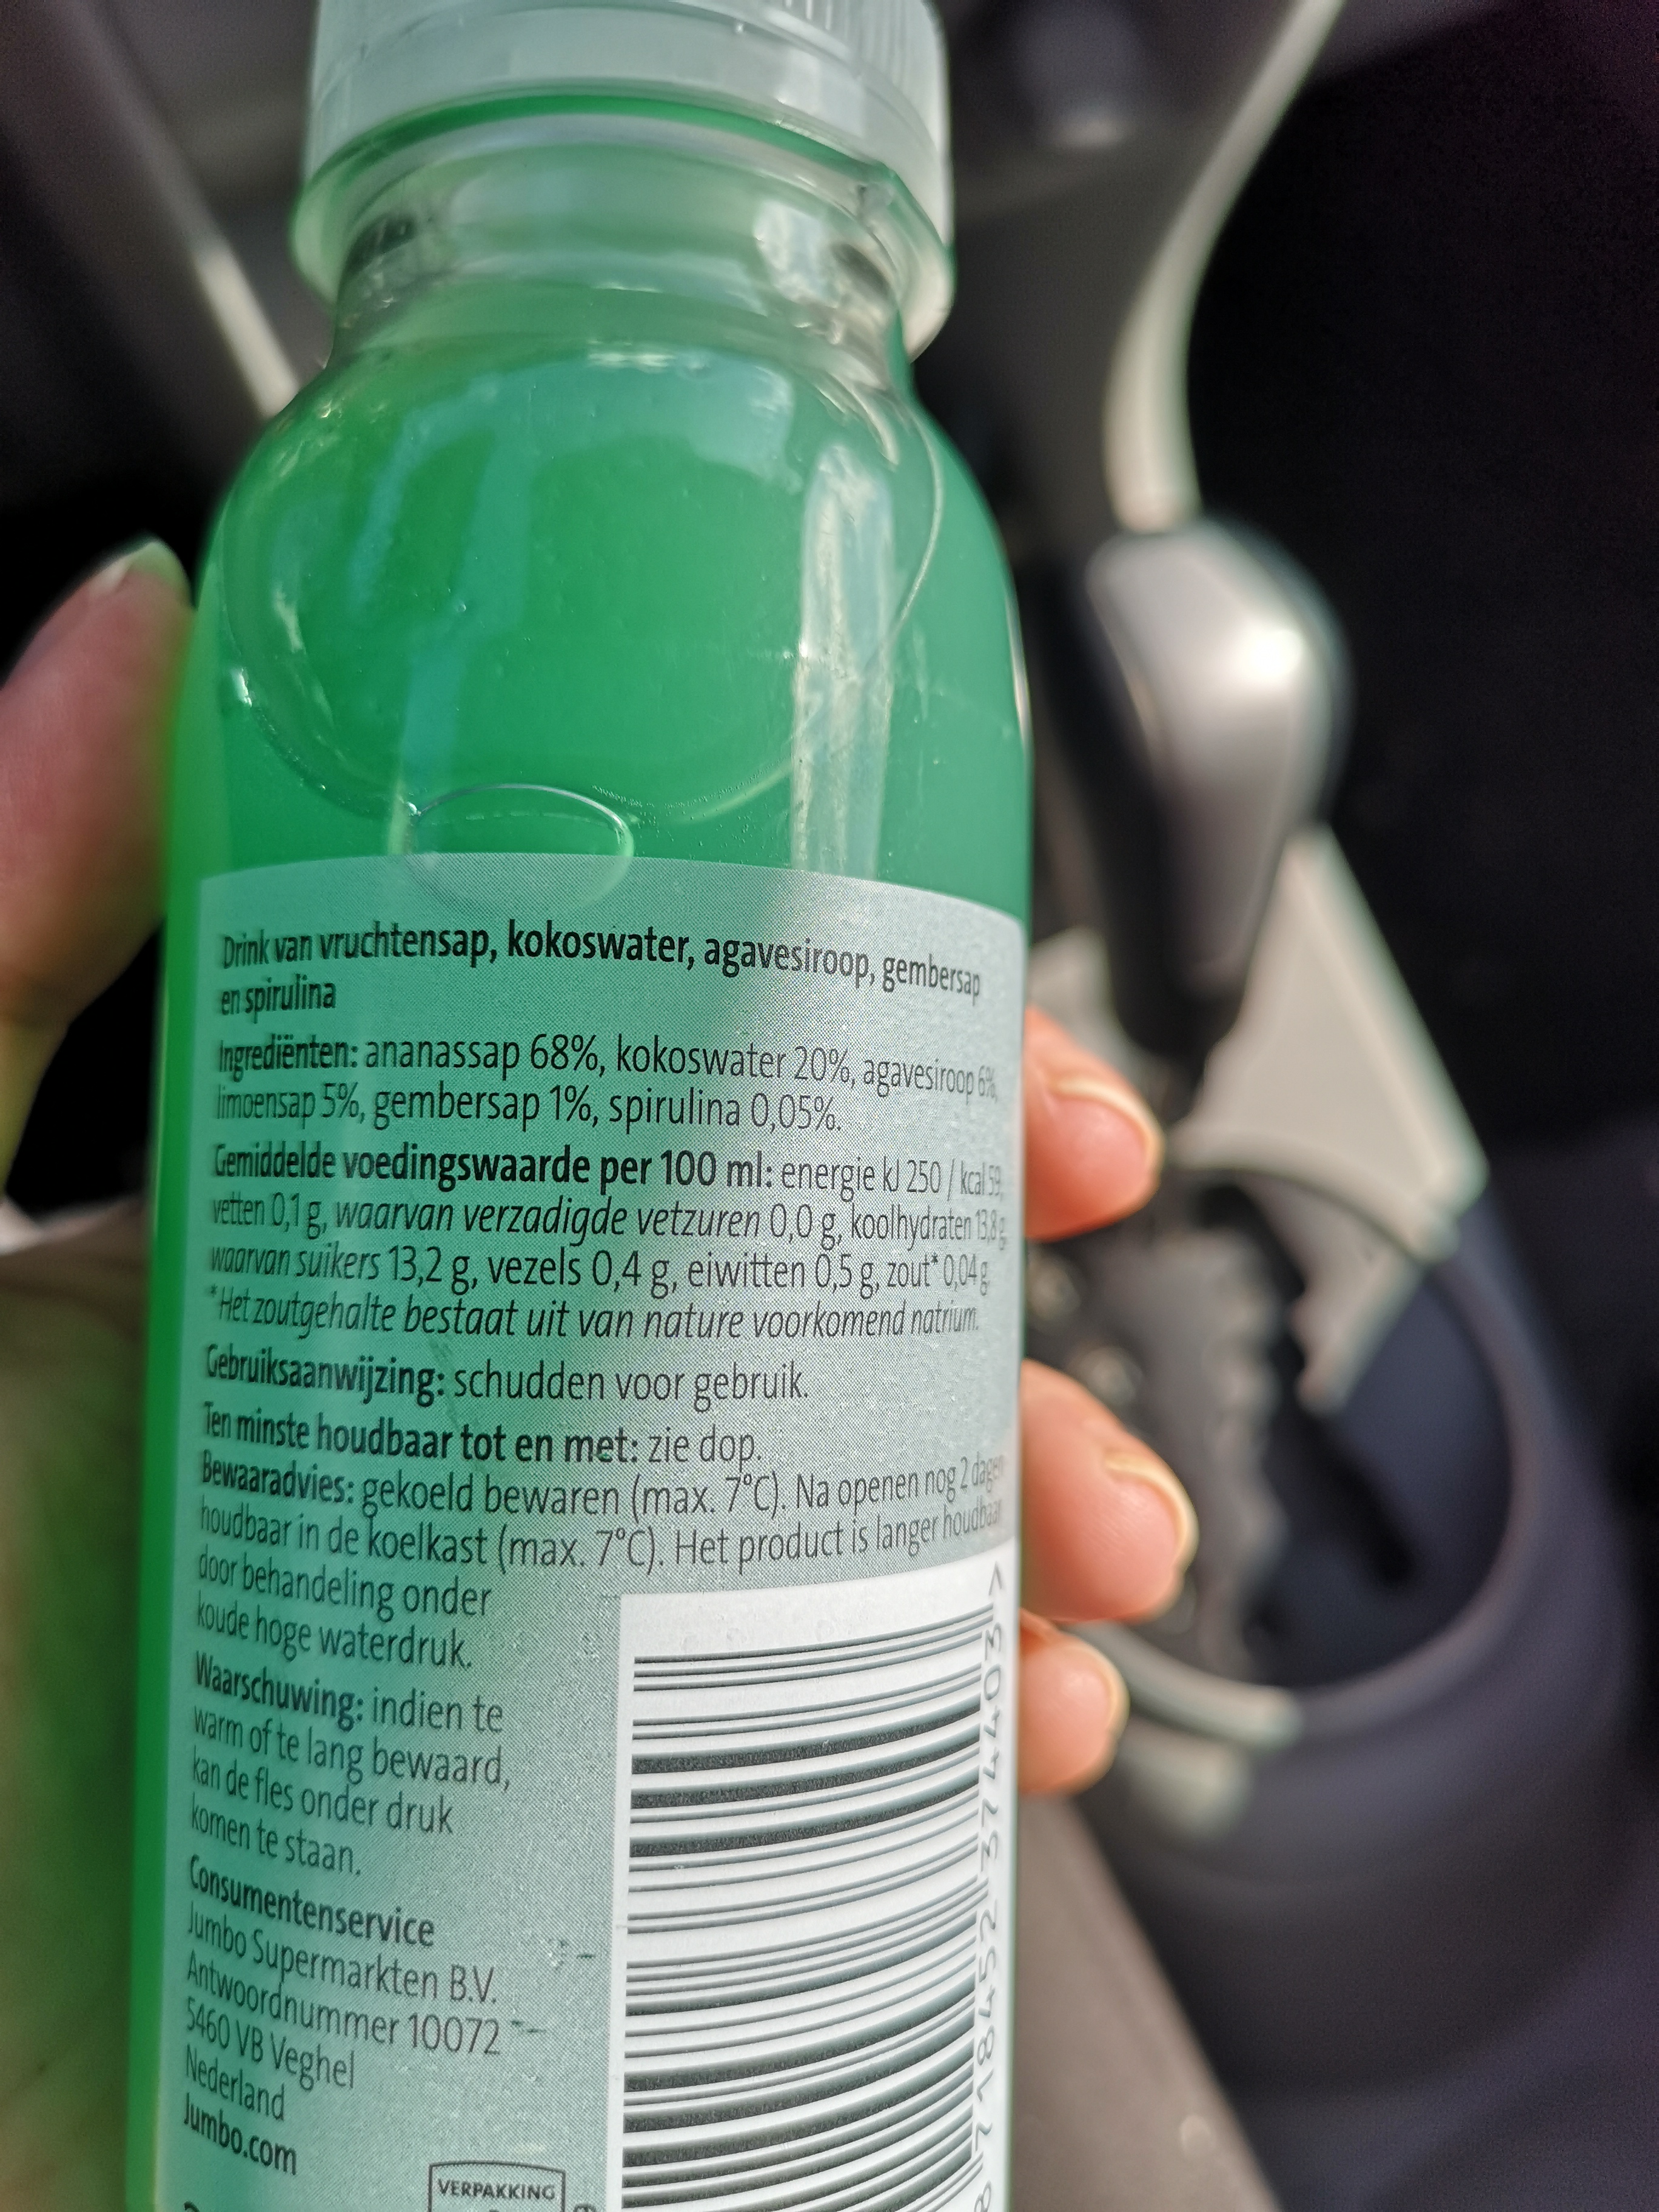 Drink van vruchtensap, kokoswater, agavesiroop, gembersap
en spirulina
Ingrediënten: ananassap 68%, kokoswater 20%, agavesiroop 6%,
limoensap 5%, gembersap 1%, spirulina 0,05%.
Gemiddelde voedingswaarde per 100 ml: energie kJ 250 / kcal 59,
vetten 0,1 g, waarvan verzadigde vetzuren 0,0 g, koolhydraten 13,8 g,
waarvan suikers 13,2 g, vezels 0,4 g, eiwitten 0,5 g, zout* 0,04 g.
*Het zoutgehalte bestaat uit van nature voorkomend natrium.
Gebruiksaanwijzing: schudden voor gebruik.
Ten minste houdbaar tot en met: zie dop.
Bewaaradvies: gekoeld bewaren (max. 7°C). Na openen nog 2 dagen
houdbaar in de koelkast (max. 7°C). Het product is langer houdbaar
door behandeling onder
koude hoge waterdruk.
Waarschuwing: indien te
warm of te lang bewaard,
kan de fles onder druk
komen te staan.
Consumentenservice
Jumbo Supermarkten B.V.
Antwoordnummer 10072
5460 VB Veghel
Nederland
Jumbo.com
VERPAKKING
8 718452 374403 >